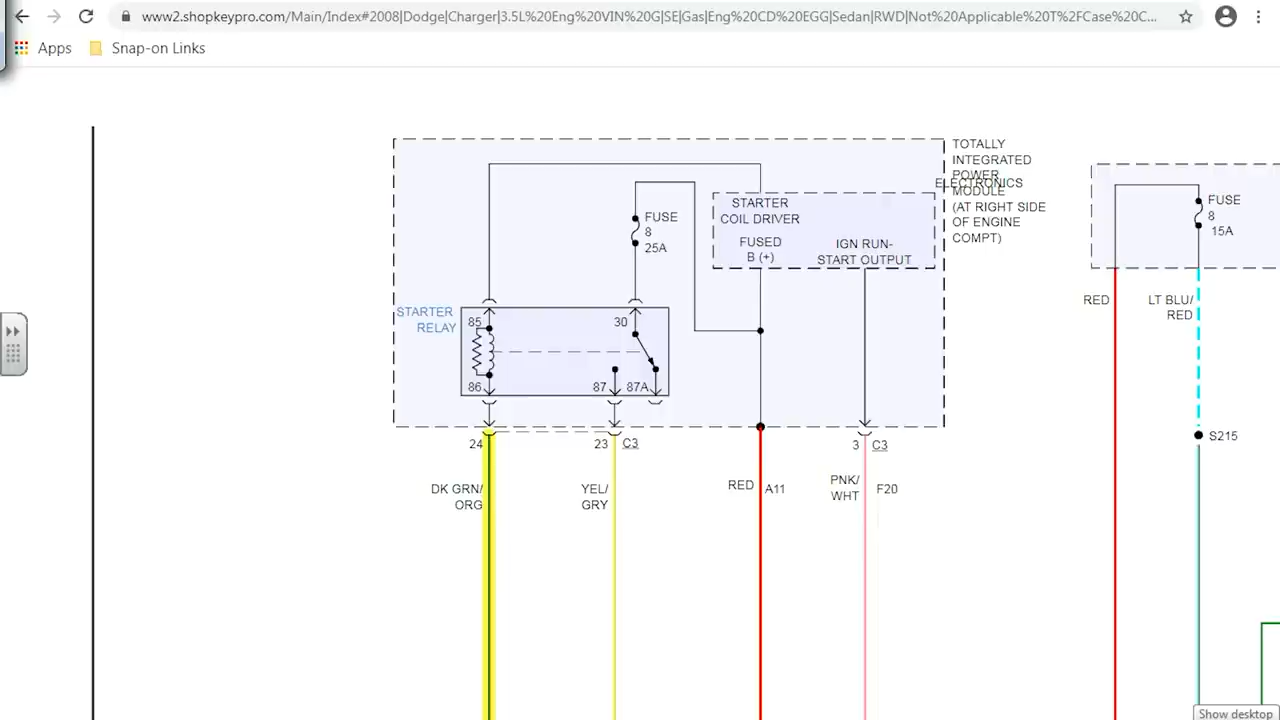 www2.shopkeypro.com/Main/Index#2008|Dodge|Charger|3.5L%20Eng%20VIN%20G|SE|Gas|Eng%20CD%20EGG|Sedan|RWD|Not%20Applicable%20T%2FCase%20C...
Apps
Snap-on Links
TOTALLY
INTEGRATED
POWER
ELECTRONICS
MODULE
(AT RIGHT SIDE
OF ENGINE
COMPT)
STARTER
COIL DRIVER
FUSED
B (+)
IGN RUN-
START OUTPUT
FUSE
8
25A
FUSE
8
15A
STARTER
RELAY
85
30
86
87
87A
RED
LT BLU/
RED
24
23
C3
3
C3
S215
DK GRN/
ORG
YEL/
GRY
RED
A11
PNK/
WHT
F20
Show desktop